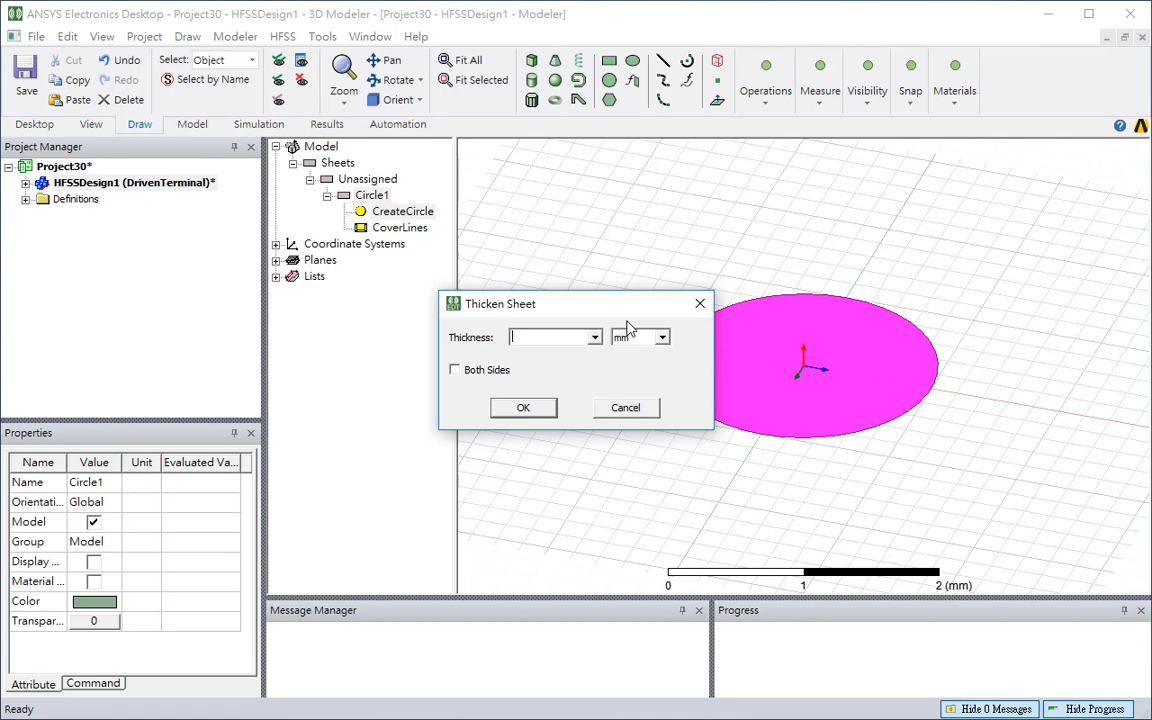 ANSYS Electronics Desktop - Project30 - HFSSDesign1 - 3D Modeler - [Project30 - HFSSDesign1 - Modeler]
File Edit View Project Draw Modeler HFSS Tools Window Help
Save
Cut
Copy
Paste
Undo
Redo
Delete
Select: Object
Select by Name
Zoom
Pan
Rotate
Orient
Fit All
Fit Selected
Operations
Measure
Visibility
Snap
Materials
Desktop View Draw Model Simulation Results Automation
Project Manager
Project30*
HFSSDesign1 (DrivenTerminal)*
Definitions
Model
Sheets
Unassigned
Circle1
CreateCircle
CoverLines
Coordinate Systems
Planes
Lists
Thicken Sheet
Thickness: mm
Both Sides
OK Cancel
0 1 2 (mm)
Properties
Name Value Unit Evaluated Va...
Name Circle1
Orientati... Global
Model
Group Model
Display ...
Material ...
Color
Transpar... 0
Attribute Command
Message Manager
Progress
Ready
Hide 0 Messages Hide Progress